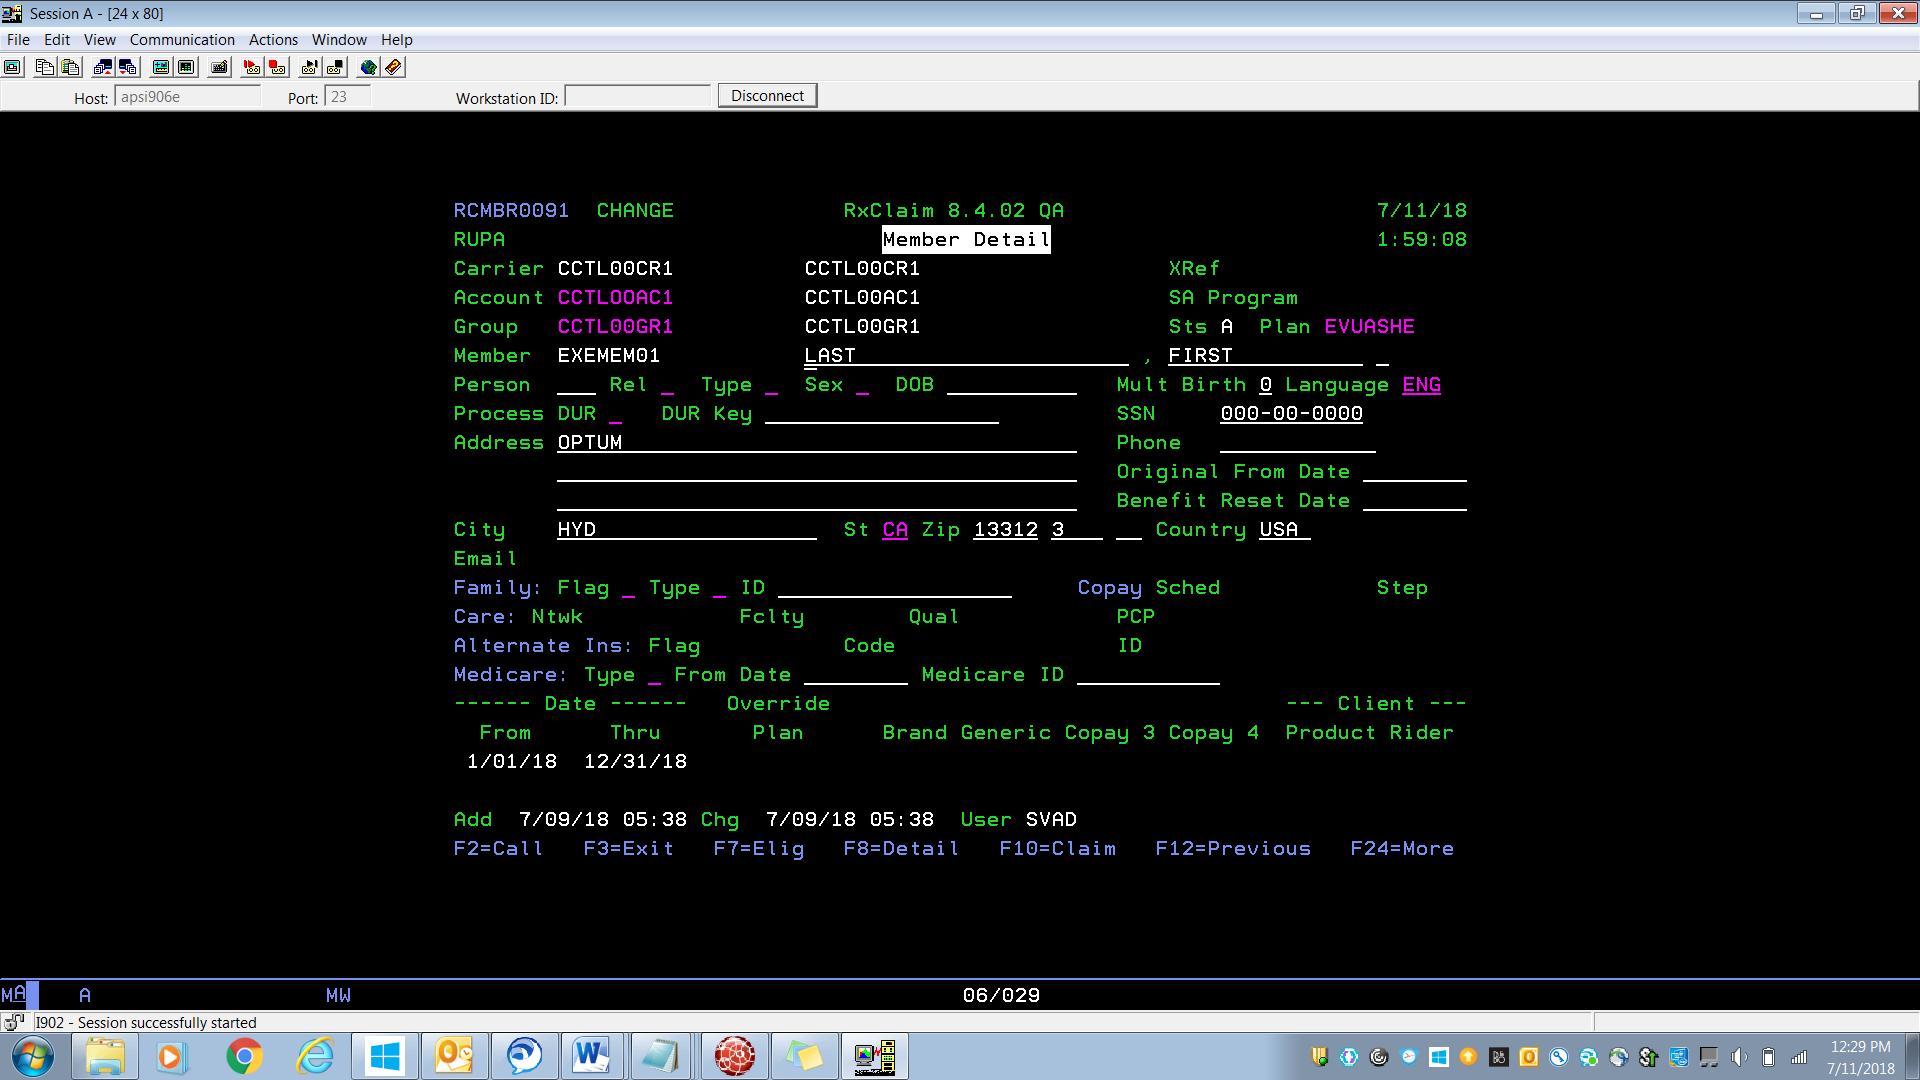 Session A - [24 x 80]
File Edit View Communication Actions Window Help
Host: apsi906e Port: 23 Workstation ID: Disconnect
RCMBR0091 CHANGE RxClaim 8.4.02 QA 7/11/18
RUPA Member Detail 1:59:08
Carrier CCTL00CR1 CCTL00CR1 XRef
Account CCTL00AC1 CCTL00AC1 SA Program
Group CCTL00GR1 CCTL00GR1 Sts A Plan EVUASHE
Member EXEMEM01 LAST , FIRST
Person Rel Type Sex DOB Mult Birth 0 Language ENG
Process DUR DUR Key SSN 000-00-0000
Address OPTUM Phone
Original From Date
Benefit Reset Date
City HYD St CA Zip 13312 3 Country USA
Email
Family: Flag Type ID Copay Sched Step
Care: Ntwk Fclty Qual PCP
Alternate Ins: Flag Code ID
Medicare: Type From Date Medicare ID
------ Date ------ Override --- Client ---
From Thru Plan Brand Generic Copay 3 Copay 4 Product Rider
1/01/18 12/31/18
Add 7/09/18 05:38 Chg 7/09/18 05:38 User SVAD
F2=Call F3=Exit F7=Elig F8=Detail F10=Claim F12=Previous F24=More
MA A MW 06/029
I902 - Session successfully started
12:29 PM
7/11/2018